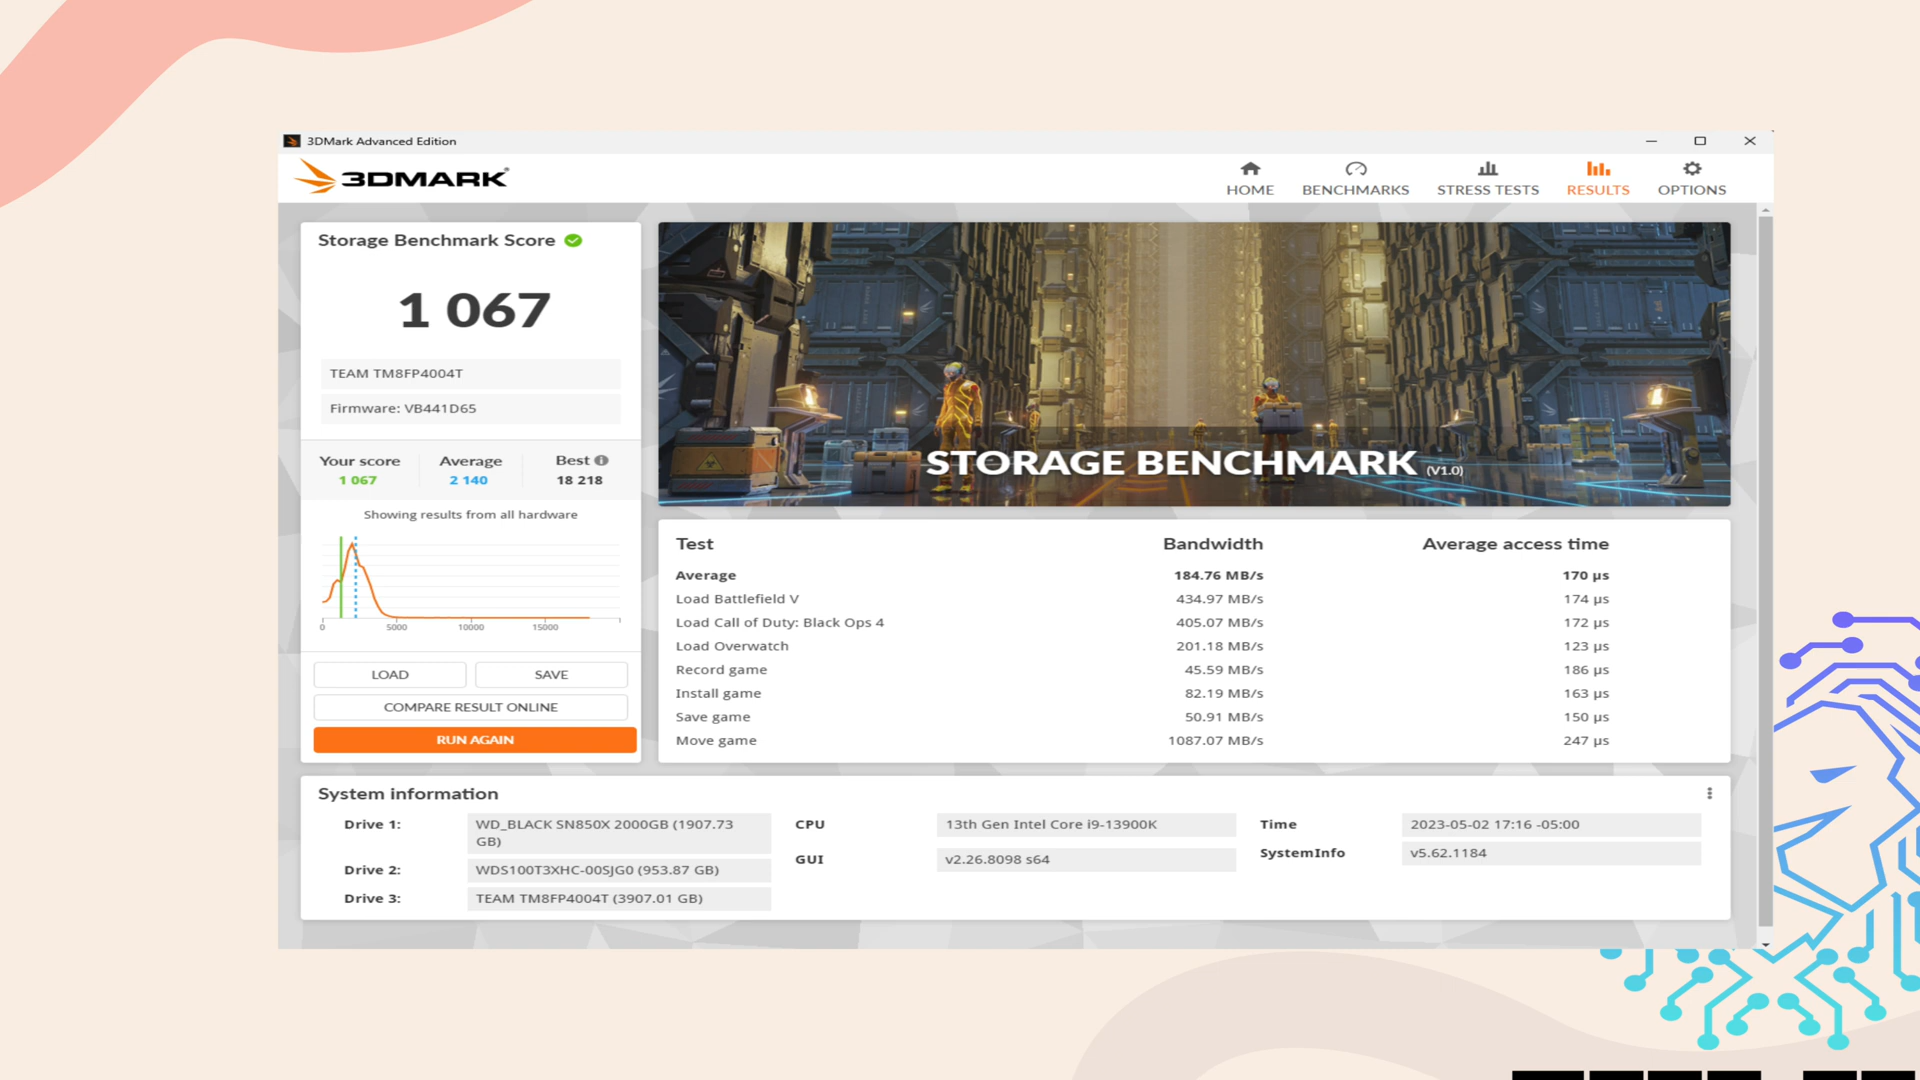 3DMark Advanced Edition
3DMARK®
HOME BENCHMARKS STRESS TESTS RESULTS OPTIONS
Storage Benchmark Score
1 067
TEAM TM8FP4004T
Firmware: VB441D65
Your score Average Best
1 067 2 140 18 218
Showing results from all hardware
0 5000 10000 15000
LOAD SAVE
COMPARE RESULT ONLINE
RUN AGAIN
STORAGE BENCHMARK (V1.0)
Test Bandwidth Average access time
Average 184.76 MB/s 170 µs
Load Battlefield V 434.97 MB/s 174 µs
Load Call of Duty: Black Ops 4 405.07 MB/s 172 µs
Load Overwatch 201.18 MB/s 123 µs
Record game 45.59 MB/s 186 µs
Install game 82.19 MB/s 163 µs
Save game 50.91 MB/s 150 µs
Move game 1087.07 MB/s 247 µs
System information
Drive 1: WD_BLACK SN850X 2000GB (1907.73
GB)
Drive 2: WDS100T3XHC-00SJG0 (953.87 GB)
Drive 3: TEAM TM8FP4004T (3907.01 GB)
CPU 13th Gen Intel Core i9-13900K
GUI v2.26.8098 s64
Time 2023-05-02 17:16 -05:00
SystemInfo v5.62.1184